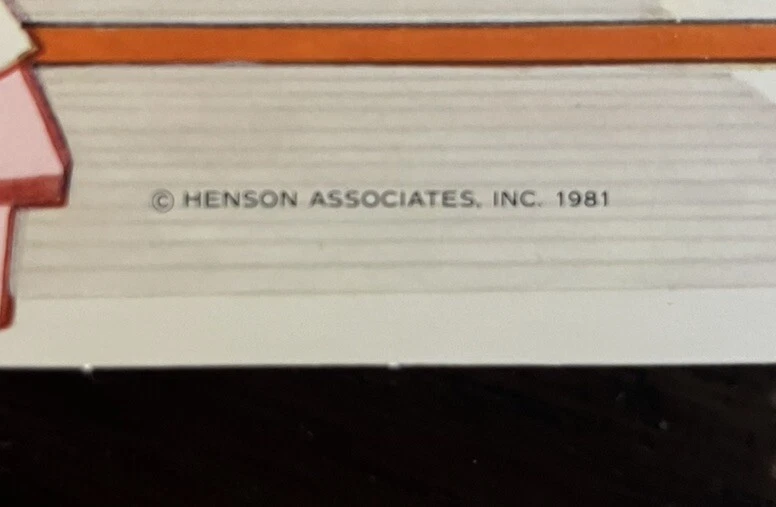 © HENSON ASSOCIATES, INC. 1981